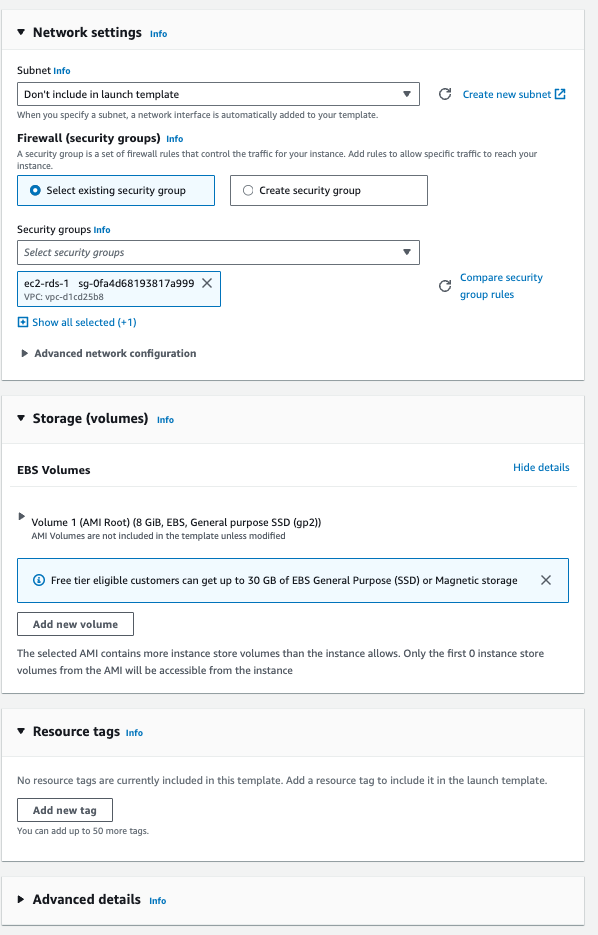 Network settings Info
Subnet Info
Don't include in launch template
Create new subnet
When you specify a subnet, a network interface is automatically added to your template.
Firewall (security groups) Info
A security group is a set of firewall rules that control the traffic for your instance. Add rules to allow specific traffic to reach your
instance.
Select existing security group
Create security group
Security groups Info
Select security groups
ec2-rds-1 sg-0fa4d68193817a999
VPC: vpc-d1cd25b8
Compare security
group rules
Show all selected (+1)
Advanced network configuration
Storage (volumes) Info
EBS Volumes
Hide details
Volume 1 (AMI Root) (8 GiB, EBS, General purpose SSD (gp2))
AMI Volumes are not included in the template unless modified
Free tier eligible customers can get up to 30 GB of EBS General Purpose (SSD) or Magnetic storage
Add new volume
The selected AMI contains more instance store volumes than the instance allows. Only the first 0 instance store
volumes from the AMI will be accessible from the instance
Resource tags Info
No resource tags are currently included in this template. Add a resource tag to include it in the launch template.
Add new tag
You can add up to 50 more tags.
Advanced details Info